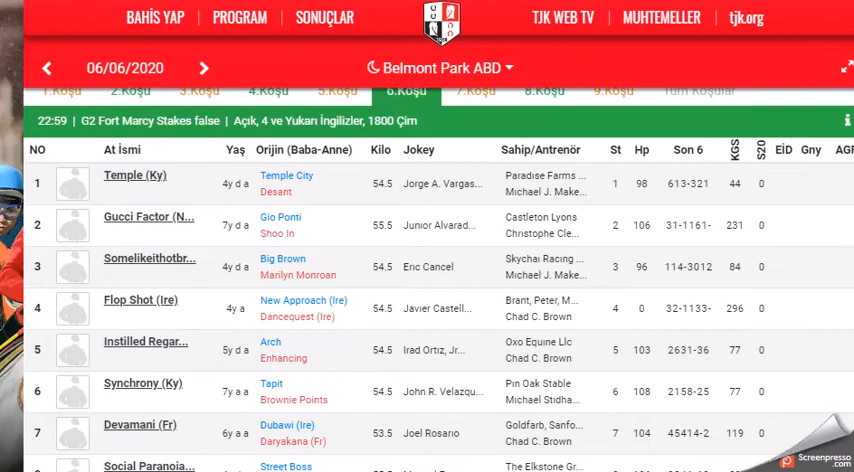 BAHİS YAP | PROGRAM | SONUÇLAR TJK WEB TV | MUHTEMELLER | tjk.org
06/06/2020 Belmont Park ABD
1.Koşu 2.Koşu 3.Koşu 4.Koşu 5.Koşu 6.Koşu 7.Koşu 8.Koşu 9.Koşu Tüm Koşular
22:59 | G2 Fort Marcy Stakes false | Açık, 4 ve Yukarı İngilizler, 1800 Çim
NO At İsmi Yaş Orijin (Baba-Anne) Kilo Jokey Sahip/Antrenör St Hp Son 6 KGS S20 EİD Gny AGF
1 Temple (Ky) 4y d a Temple City Desant 54.5 Jorge A. Vargas... Paradise Farms ... Michael J. Make... 1 98 613-321 44 0
2 Gucci Factor (N... 7y d a Gio Ponti Shoo In 55.5 Junior Alvarad... Castleton Lyons Christophe Cle... 2 106 31-1161- 231 0
3 Somelikeithotbr... 4y d a Big Brown Marilyn Monroan 54.5 Eric Cancel Skychai Racing ... Michael J. Make... 3 96 114-3012 84 0
4 Flop Shot (Ire) 4y a New Approach (Ire) Dancequest (Ire) 54.5 Javier Castell... Brant, Peter, M... Chad C. Brown 4 0 32-1133- 296 0
5 Instilled Regar... 5y d a Arch Enhancing 54.5 Irad Ortiz, Jr... Oxo Equine Llc Chad C. Brown 5 103 2631-36 77 0
6 Synchrony (Ky) 7y a a Tapit Brownie Points 54.5 John R. Velazqu... Pin Oak Stable Michael Stidha... 6 108 2158-25 77 0
7 Devamani (Fr) 6y a a Dubawi (Ire) Daryakana (Fr) 53.5 Joel Rosario Goldfarb, Sanfo... Chad C. Brown 7 104 45414-2 119 0
Social Paranoia... Street Boss The Elkstone Gr...
Screenpresso
.com